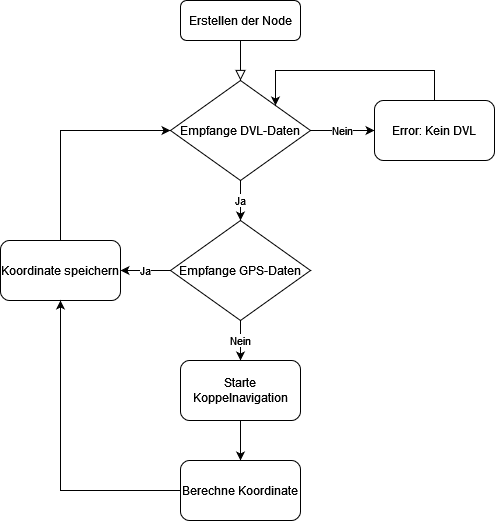 Erstellen der Node
Empfange DVL-Daten
Nein
Error: Kein DVL
Ja
Koordinate speichern
Ja
Empfange GPS-Daten
Nein
Starte
Koppelnavigation
Berechne Koordinate